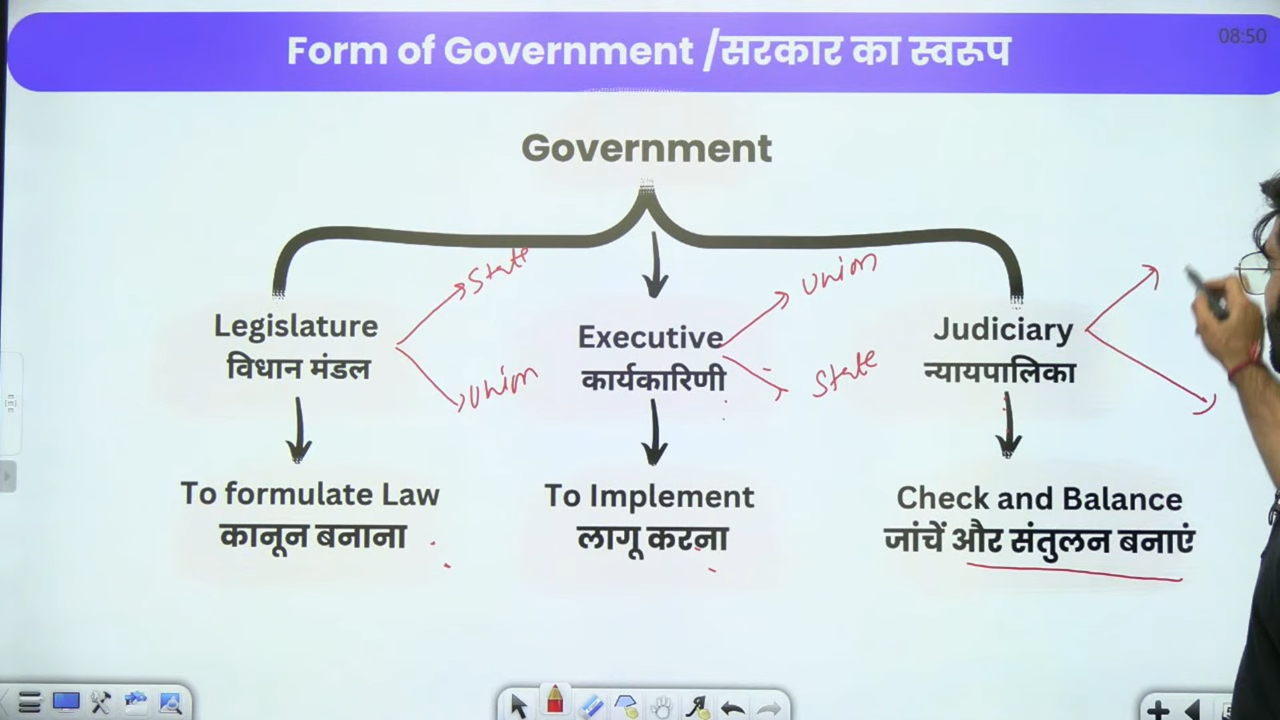 Form of Government /सरकार का स्वरूप
08:50
Government
State
Union
Legislature
विधान मंडल
Union
Executive
कार्यकारिणी
State
Judiciary
न्यायपालिका
To formulate Law
कानून बनाना
To Implement
लागू करना
Check and Balance
जांचें और संतुलन बनाएं